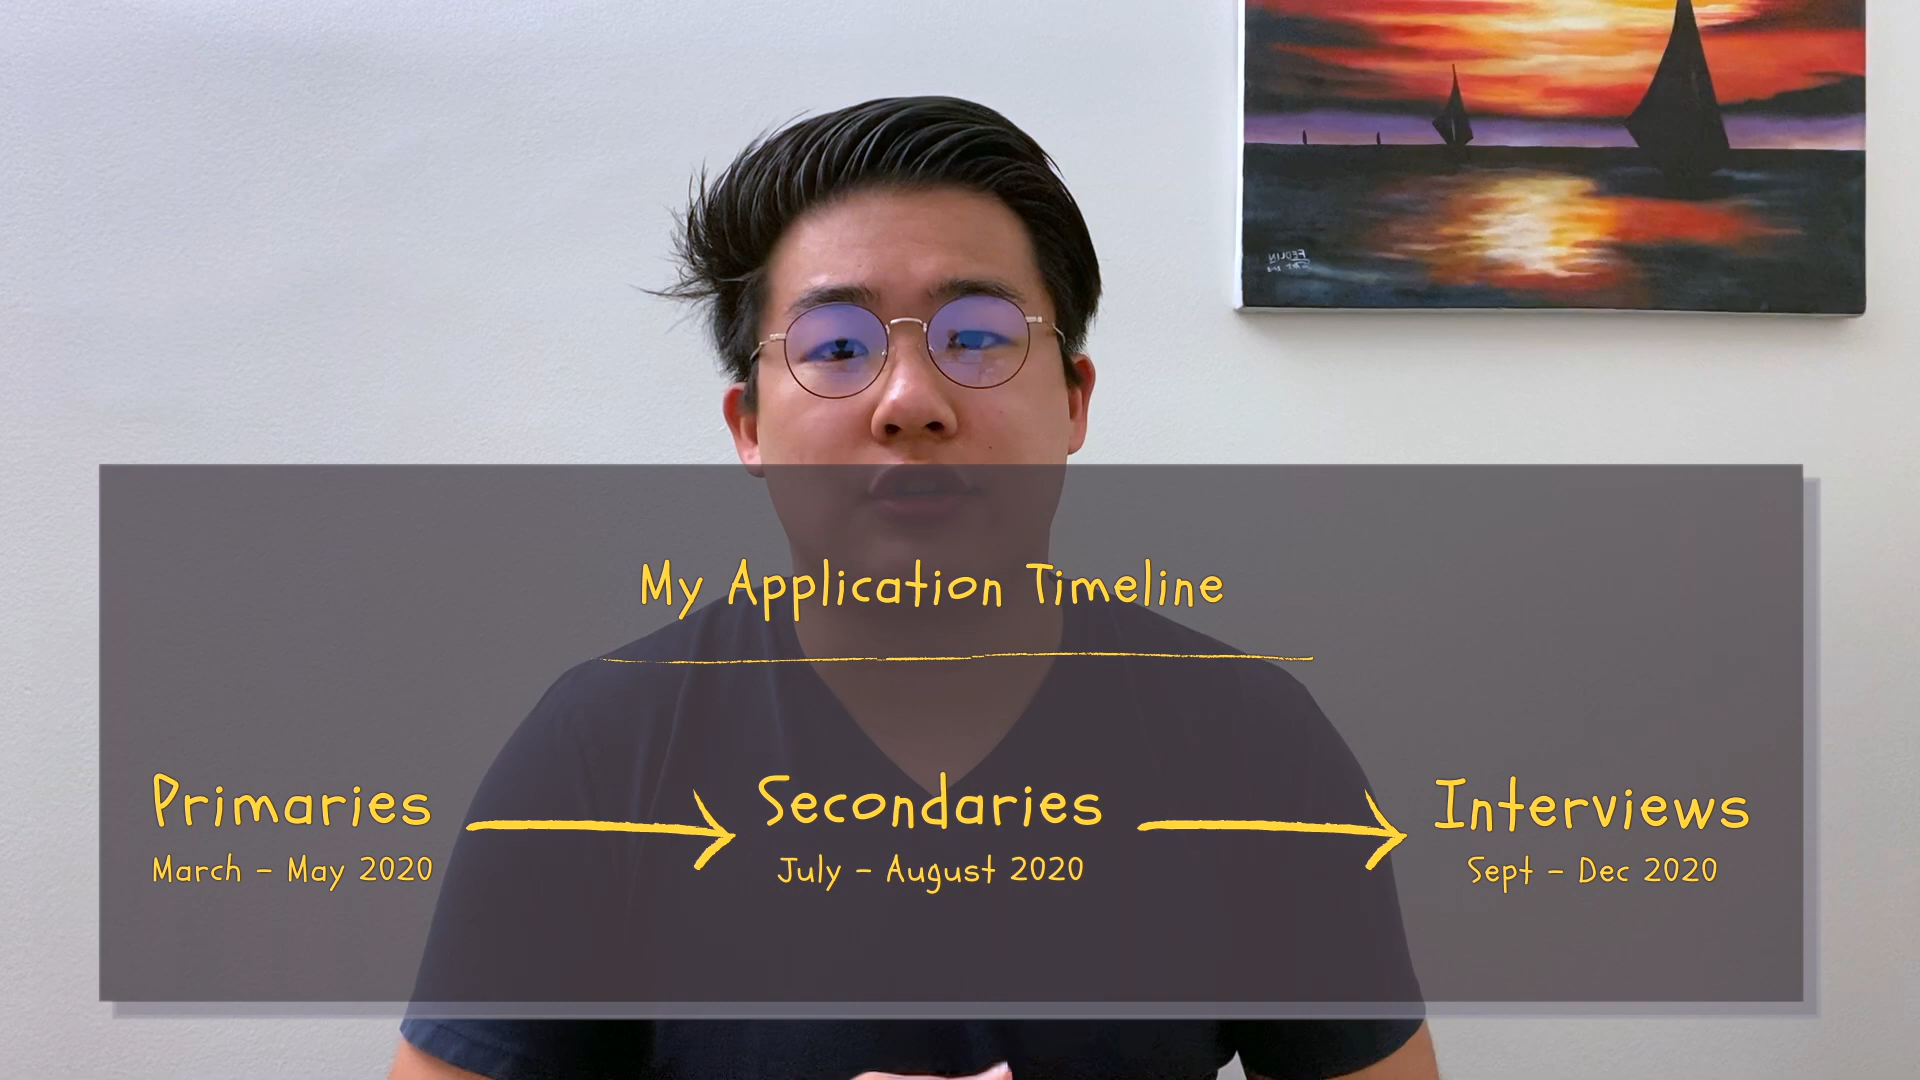 My Application Timeline
Primaries
March - May 2020
Secondaries
July - August 2020
Interviews
Sept - Dec 2020